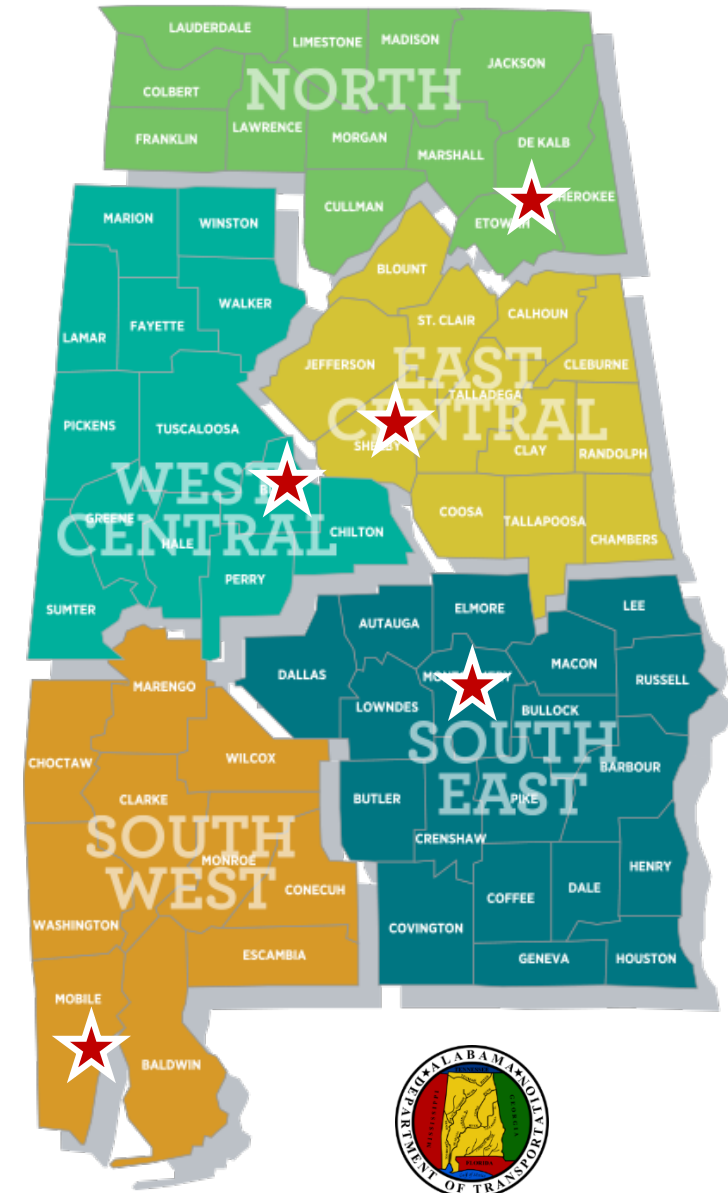 LAUDERDALE
LIMESTONE
MADISON
JACKSON
COLBERT
NORTH
FRANKLIN
LAWRENCE
MORGAN
MARSHALL
DE KALB
CULLMAN
HEROKEE
MARION
WINSTON
BLOUNT
WALKER
LAMAR
FAYETTE
ST. CLAIR
CALHOUN
JEFFERSON
EAST
CENTRAL
CLEBURNE
TALLADEGA
PICKENS
TUSCALOOSA
CLAY
RANDOLPH
WEST
CENTRAL
GREENE
HALE
CHILTON
COOSA
TALLAPOOSA
CHAMBERS
PERRY
SUMTER
AUTAUGA
ELMORE
LEE
DALLAS
MACON
RUSSELL
MARENGO
LOWNDES
BULLOCK
SOUTH
EAST
CHOCTAW
WILCOX
BARBOUR
CLARKE
BUTLER
PIKE
SOUTH
WEST
MONROE
CRENSHAW
CONECUH
HENRY
COFFEE
DALE
WASHINGTON
COVINGTON
ESCAMBIA
GENEVA
HOUSTON
MOBILE
BALDWIN
ALABAMA
DEPARTMENT OF TRANSPORTATION
MISSISSIPPI
GEORGIA
FLORIDA